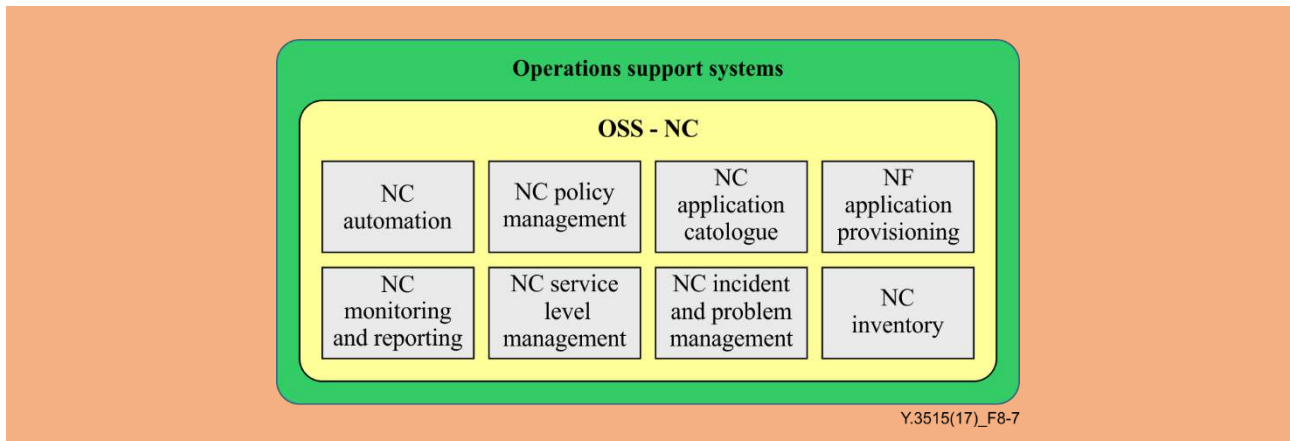 Operations support systems
OSS - NC
NC
automation
NC policy
management
NC
application
catologue
NF
application
provisioning
NC
monitoring
and reporting
NC service
level
management
NC incident
and problem
management
NC
inventory
Y.3515(17)_F8-7